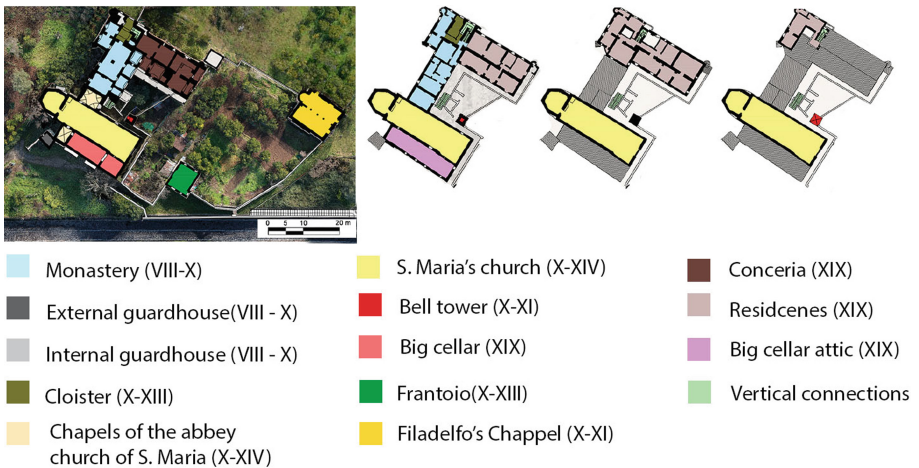 0 5 10 20 m
Monastery (VIII-X)
External guardhouse(VIII - X)
Internal guardhouse (VIII - X)
Cloister (X-XIII)
Chapels of the abbey
church of S. Maria (X-XIV)
S. Maria's church (X-XIV)
Bell tower (X-XI)
Big cellar (XIX)
Frantoio(X-XIII)
Filadelfo's Chappel (X-XI)
Conceria (XIX)
Residcenes (XIX)
Big cellar attic (XIX)
Vertical connections